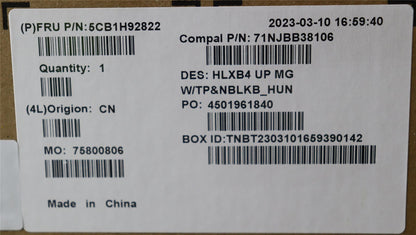 (P)FRU P/N:5CB1H92822
2023-03-10 16:59:40
Compal P/N: 71NJBB38106
Quantity: 1
DES: HLXB4 UP MG
W/TP&NBLKB_HUN
(4L)Origion: CN
PO: 4501961840
MO: 75800806
BOX ID:TNBT2303101659390142
Made in China